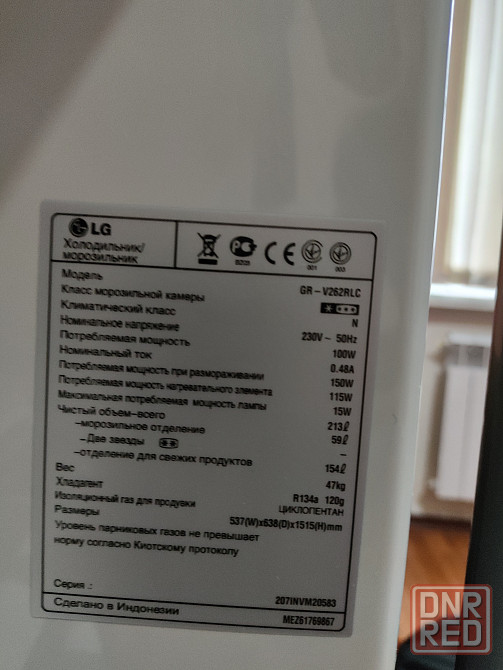 LG
Холодильник/
морозильник
001 003
Модель GR-V262RLC
Класс морозильной камеры
Климатический класс N
Номинальное напряжение 230V~ 50Hz
Потребляемая мощность 100W
Номинальный ток 0.48A
Потребляемая мощность при размораживании 150W
Потребляемая мощность нагревательного элемента 115W
Максимальная потребляемая мощность лампы 15W
Чистый объем–всего 213ℓ
–морозильное отделение 59ℓ
–Две звезды –
–отделение для свежих продуктов 154ℓ
Вес 47kg
Хладагент R134a 120g
Изоляционный газ для продувки ЦИКЛОПЕНТАН
Размеры 537(W)x638(D)x1515(H)mm
Уровень парниковых газов не превышает
норму согласно Киотскому протоколу
Серия .: 207INVM20583
Сделано в Индонезии MEZ61769867
DNR
RED